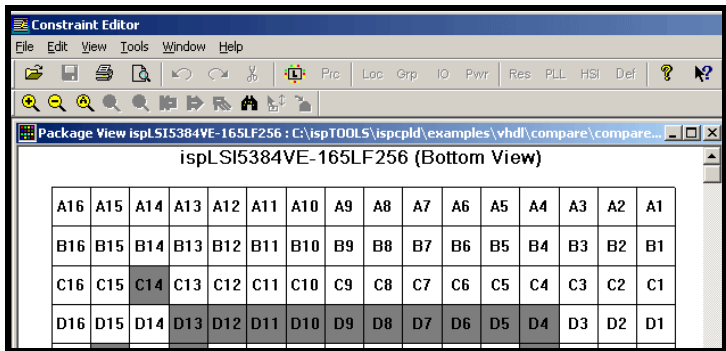 Constraint Editor
File Edit View Tools Window Help
Prc Loc Grp IO Pwr Res PLL HSI Def
Package View ispLSI5384VE-165LF256 : C:\ispTOOLS\ispcpld\examples\vhdl\compare\compare...
ispLSI5384VE-165LF256 (Bottom View)
A16 A15 A14 A13 A12 A11 A10 A9 A8 A7 A6 A5 A4 A3 A2 A1
B16 B15 B14 B13 B12 B11 B10 B9 B8 B7 B6 B5 B4 B3 B2 B1
C16 C15 C14 C13 C12 C11 C10 C9 C8 C7 C6 C5 C4 C3 C2 C1
D16 D15 D14 D13 D12 D11 D10 D9 D8 D7 D6 D5 D4 D3 D2 D1